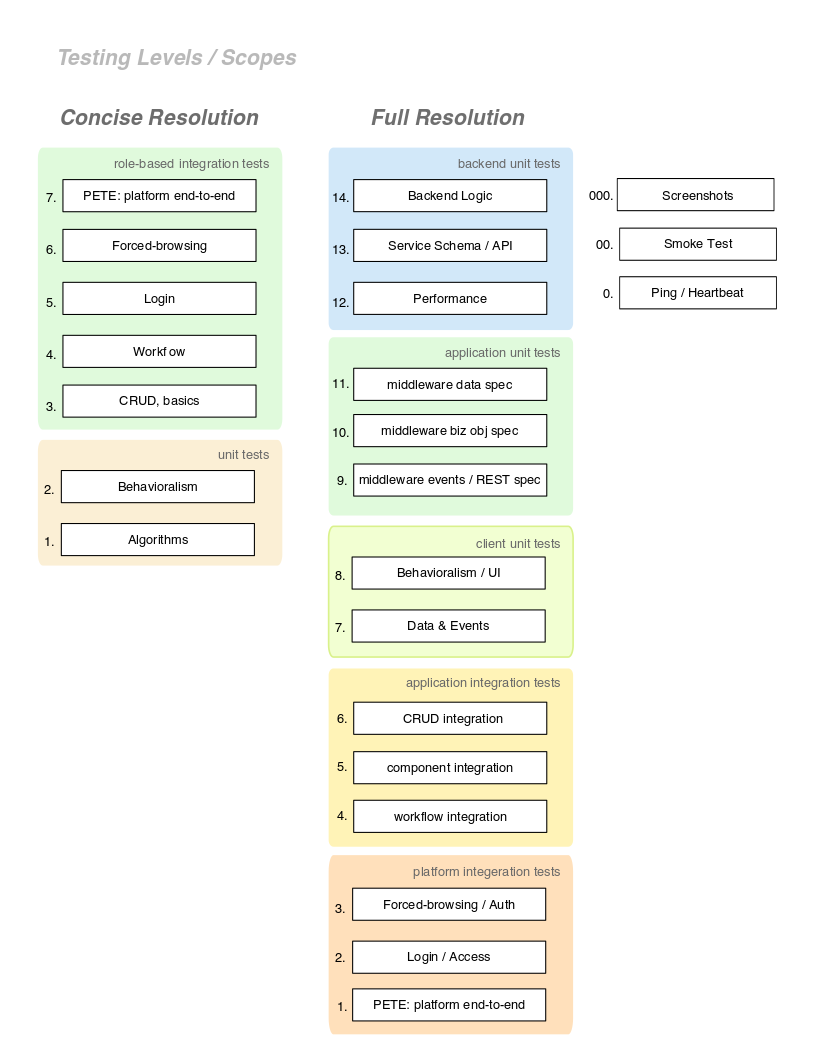 Testing Levels / Scopes
Concise Resolution
role-based integration tests
7. PETE: platform end-to-end
6. Forced-browsing
5. Login
4. Workflow
3. CRUD, basics
unit tests
2. Behavioralism
1. Algorithms
Full Resolution
backend unit tests
14. Backend Logic
13. Service Schema / API
12. Performance
application unit tests
11. middleware data spec
10. middleware biz obj spec
9. middleware events / REST spec
client unit tests
8. Behavioralism / UI
7. Data & Events
application integration tests
6. CRUD integration
5. component integration
4. workflow integration
platform integeration tests
3. Forced-browsing / Auth
2. Login / Access
1. PETE: platform end-to-end
000. Screenshots
00. Smoke Test
0. Ping / Heartbeat